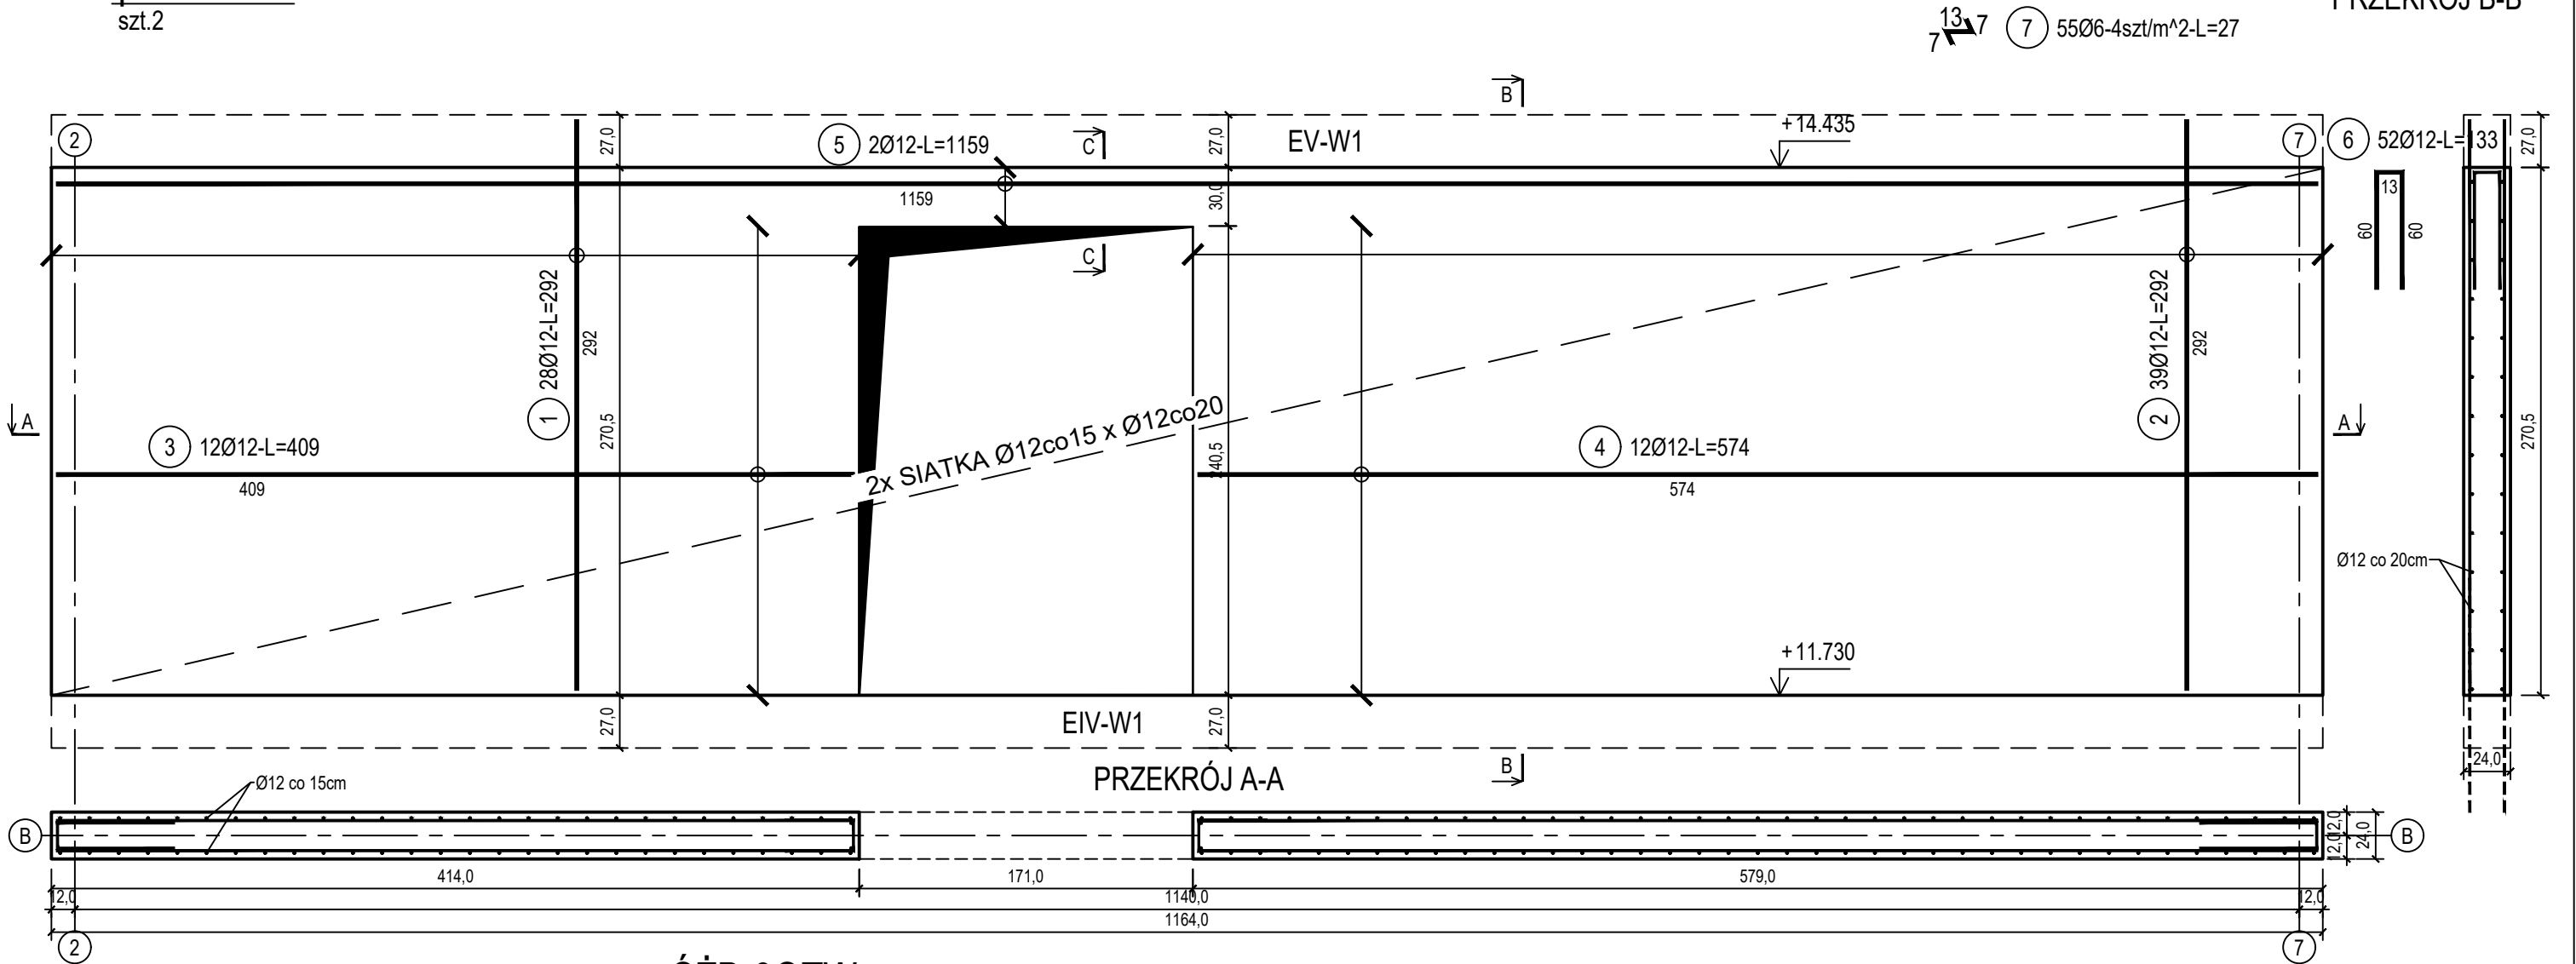 szt.2
PRZEKRÓJ B-B
13
7
7
7
55Ø6-4szt/m^2-L=27
B
2
27,0
5
2Ø12-L=1159
C
27,0
EV-W1
+14.435
7
6
52Ø12-L=133
27,0
1159
30,0
13
60
60
C
1
28Ø12-L=292
292
270,5
2
39Ø12-L=292
292
270,5
A
3
12Ø12-L=409
409
2x SIATKA Ø12co15 x Ø12co20
240,5
4
12Ø12-L=574
574
A
Ø12 co 20cm
+11.730
27,0
EIV-W1
27,0
24,0
PRZEKRÓJ A-A
B
Ø12 co 15cm
B
12,0
12,0
24,0
B
414,0
171,0
579,0
12,0
1140,0
12,0
1164,0
2
7